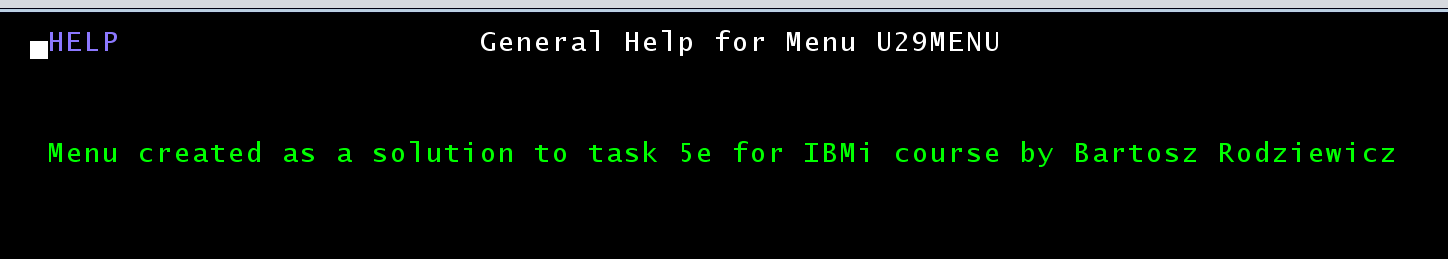 HELP General Help for Menu U29MENU
Menu created as a solution to task 5e for IBMi course by Bartosz Rodziewicz